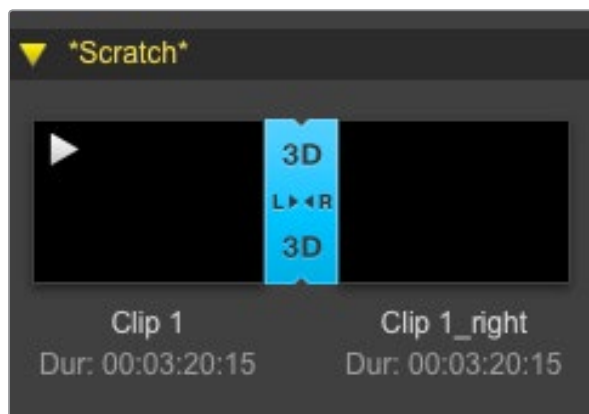 *Scratch*
3D
L R
3D
Clip 1
Clip 1_right
Dur: 00:03:20:15
Dur: 00:03:20:15